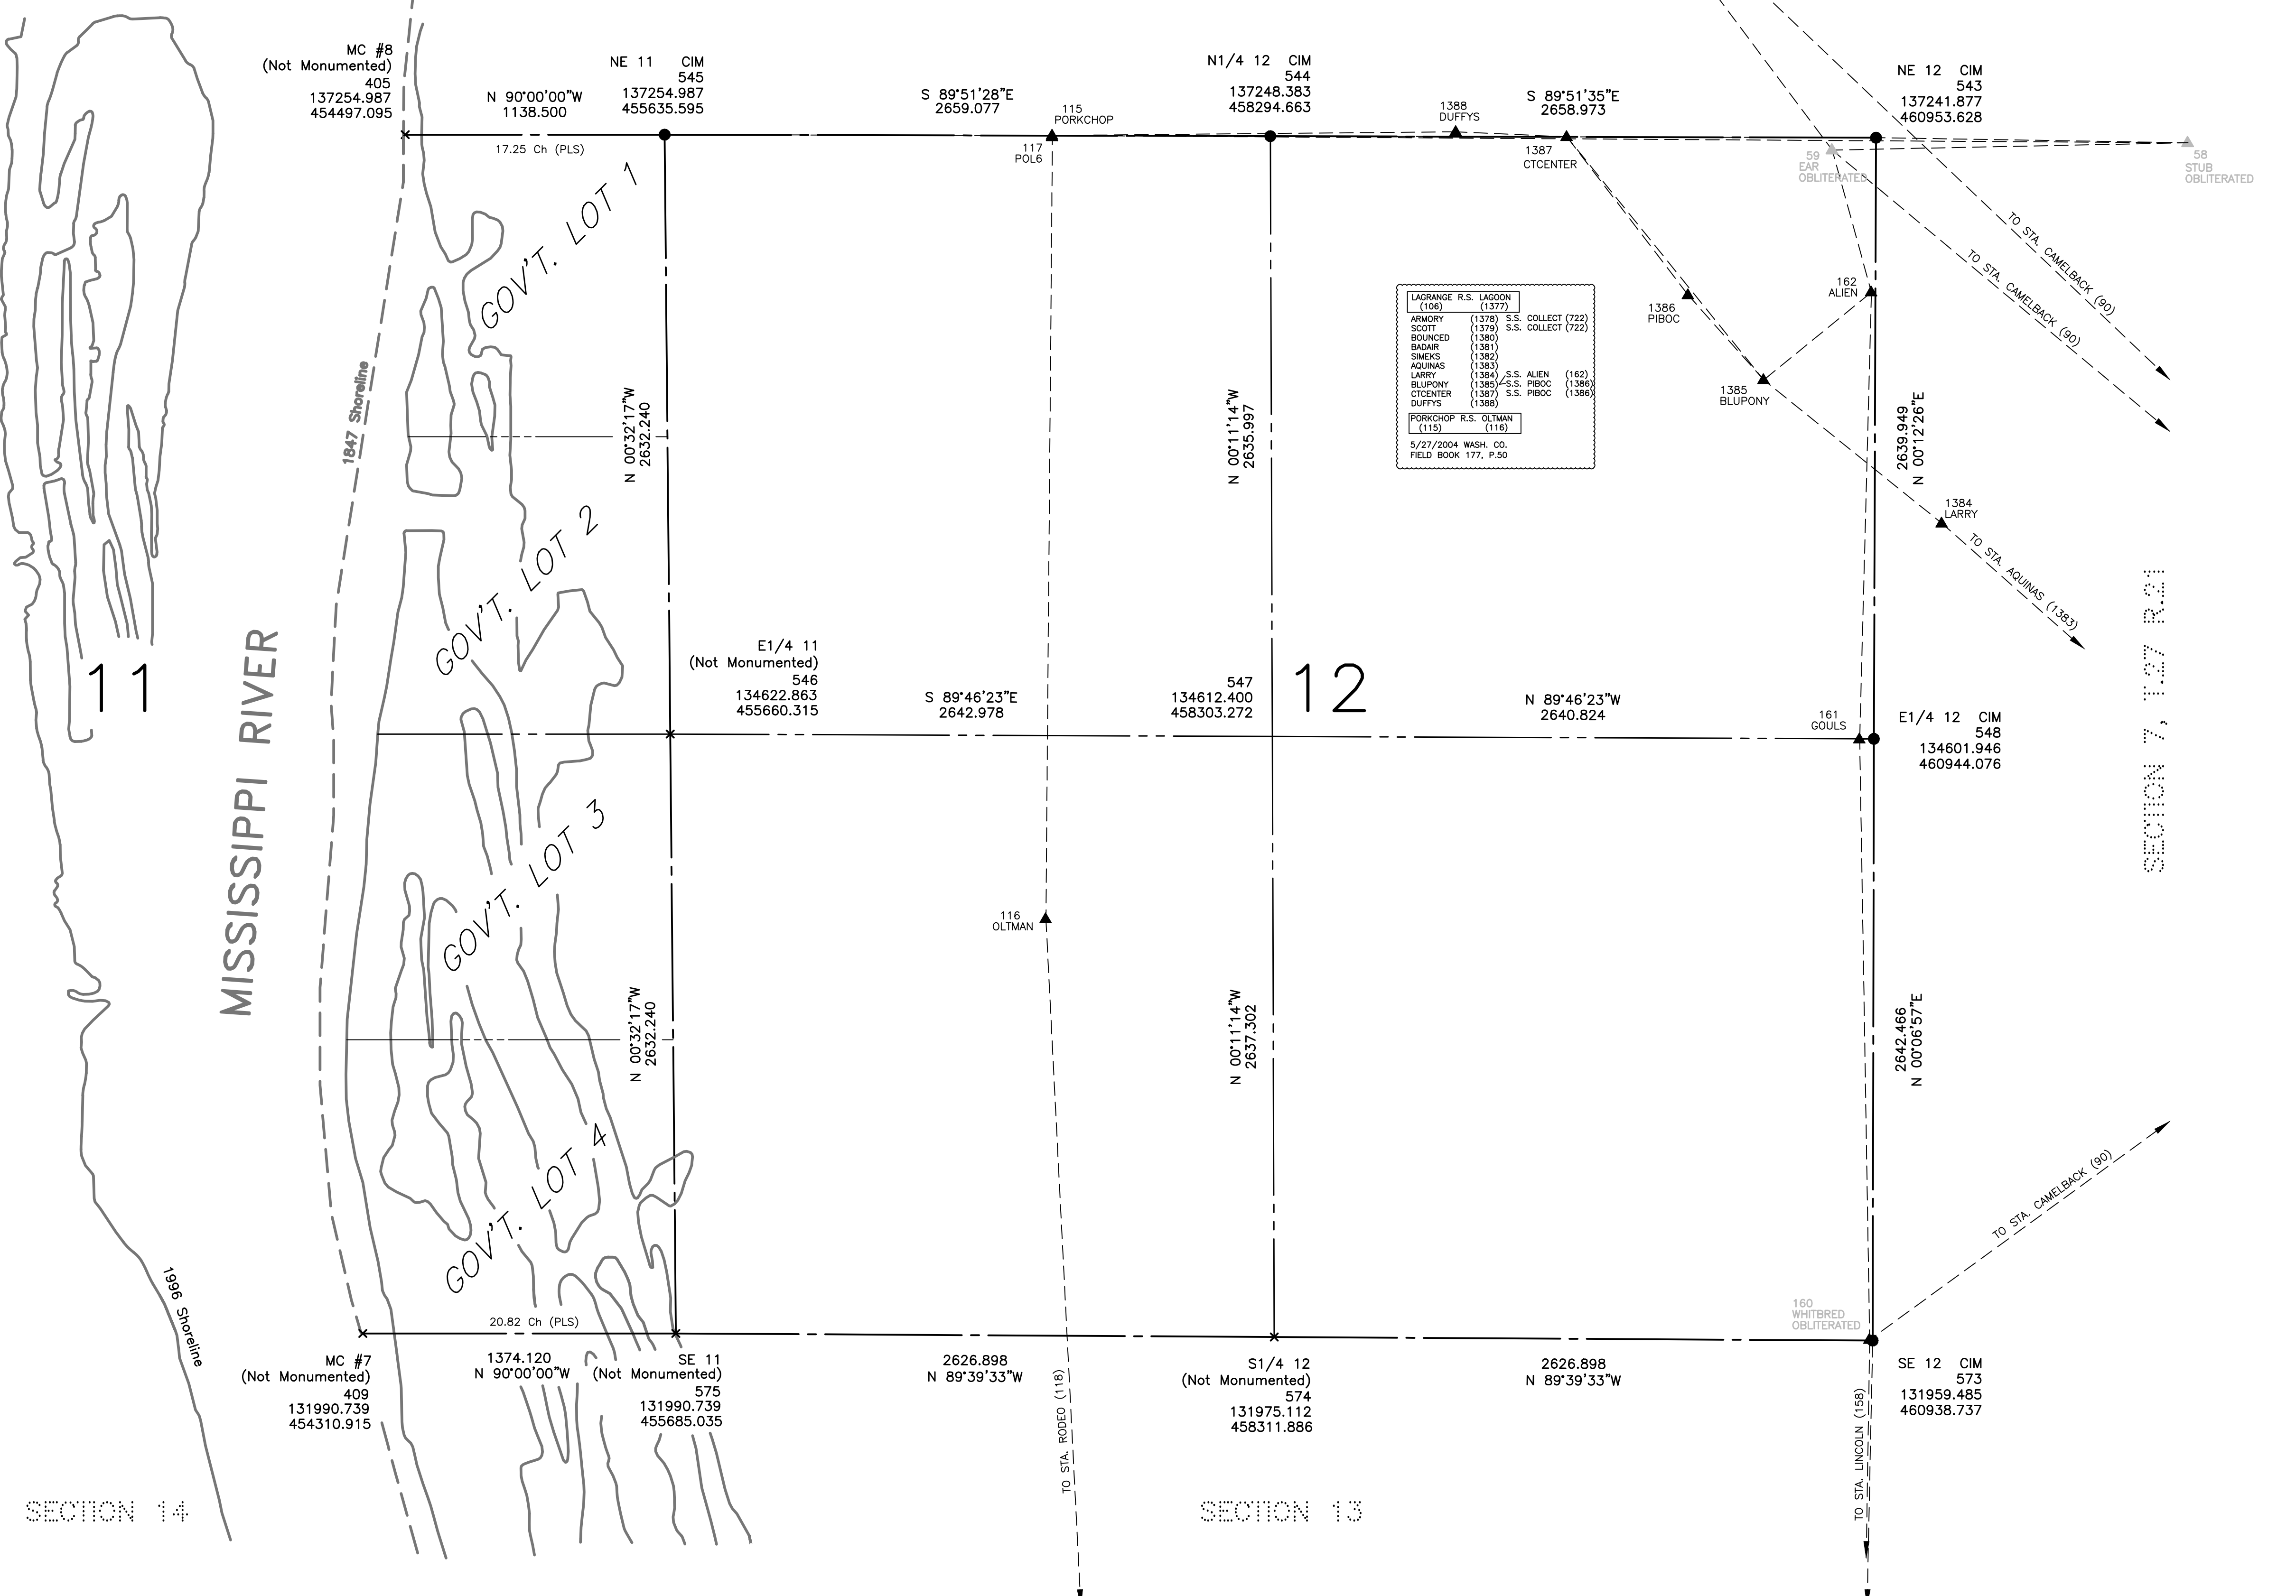 MC #8
(Not Monumented)
405
137254.987
454497.095
N 90°00'00"W
1138.500
17.25 Ch (PLS)
NE 11 CIM
545
137254.987
455635.595
S 89°51'28"E
2659.077
115
PORKCHOP
117
POL6
N1/4 12 CIM
544
137248.383
458294.663
1388
DUFFYS
S 89°51'35"E
2658.973
1387
CTCENTER
NE 12 CIM
543
137241.877
460953.628
59
EAR
OBLITERATED
58
STUB
OBLITERATED
GOV'T. LOT 1
TO STA. CAMELBACK (90)
TO STA. CAMELBACK (90)
162
ALIEN
1386
PIBOC
LAGRANGE R.S. LAGOON
(106) (1377)
ARMORY (1378) S.S. COLLECT (722)
SCOTT (1379) S.S. COLLECT (722)
BOUNCED (1380)
BADAIR (1381)
SIMEKS (1382)
AQUINAS (1383)
LARRY (1384) S.S. ALIEN (162)
BLUPONY (1385) S.S. PIBOC (1386)
CTCENTER (1387) S.S. PIBOC (1386)
DUFFYS (1388)
PORKCHOP R.S. OLTMAN
(115) (116)
5/27/2004 WASH. CO.
FIELD BOOK 177, P.50
1385
BLUPONY
1847 Shoreline
N 00°32'17"W
2632.240
N 00°11'14"W
2635.997
2639.949
N 00°12'26"E
1384
LARRY
TO STA. AQUINAS (1383)
GOV'T. LOT 2
11
MISSISSIPPI RIVER
E1/4 11
(Not Monumented)
546
134622.863
455660.315
S 89°46'23"E
2642.978
547
134612.400
458303.272
12
N 89°46'23"W
2640.824
161
GOULS
E1/4 12 CIM
548
134601.946
460944.076
SECTION 7, T.27 R.21
GOV'T. LOT 3
116
OLTMAN
N 00°32'17"W
2632.240
N 00°11'14"W
2637.302
2642.466
N 00°06'57"E
GOV'T. LOT 4
TO STA. CAMELBACK (90)
1996 Shoreline
160
WHITBRED
OBLITERATED
20.82 Ch (PLS)
MC #7
(Not Monumented)
409
131990.739
454310.915
1374.120
N 90°00'00"W
SE 11
(Not Monumented)
575
131990.739
455685.035
2626.898
N 89°39'33"W
TO STA. RODEO (118)
S1/4 12
(Not Monumented)
574
131975.112
458311.886
2626.898
N 89°39'33"W
TO STA. LINCOLN (158)
SE 12 CIM
573
131959.485
460938.737
SECTION 14
SECTION 13